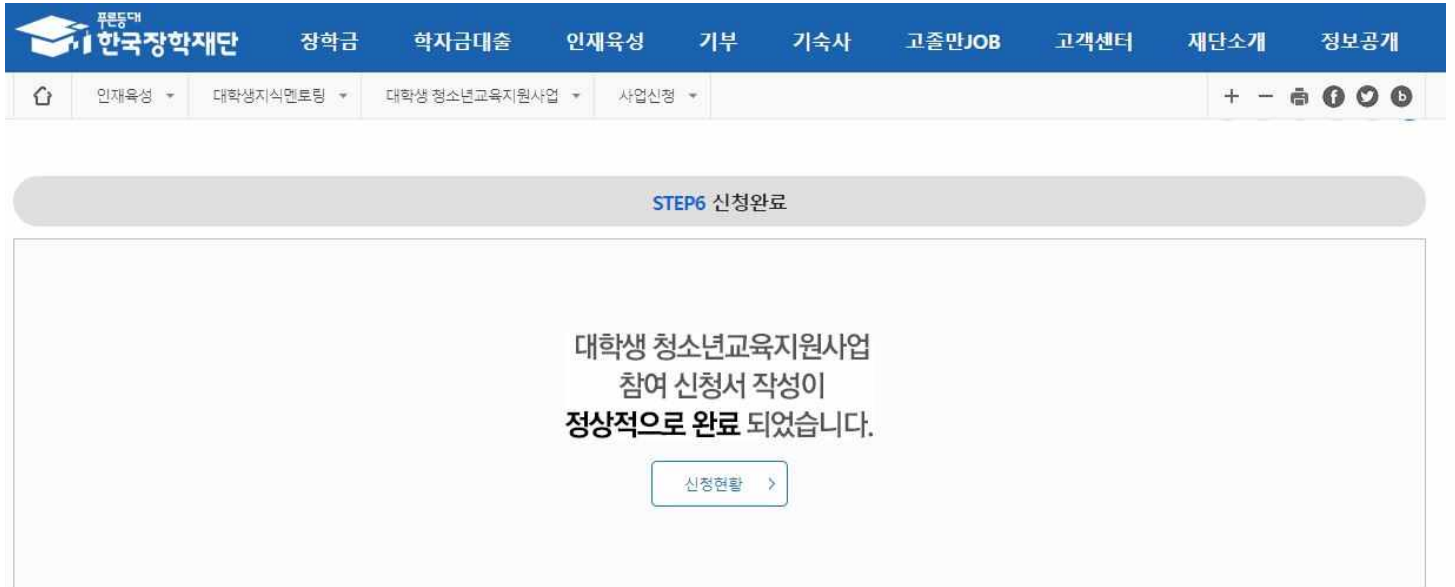 푸른등대
한국장학재단 장학금 학자금대출 인재육성 기부 기숙사 고졸만JOB 고객센터 재단소개 정보공개
인재육성 대학생지식멘토링 대학생 청소년교육지원사업 사업신청
STEP6 신청완료
대학생 청소년교육지원사업
참여 신청서 작성이
정상적으로 완료 되었습니다.
신청현황